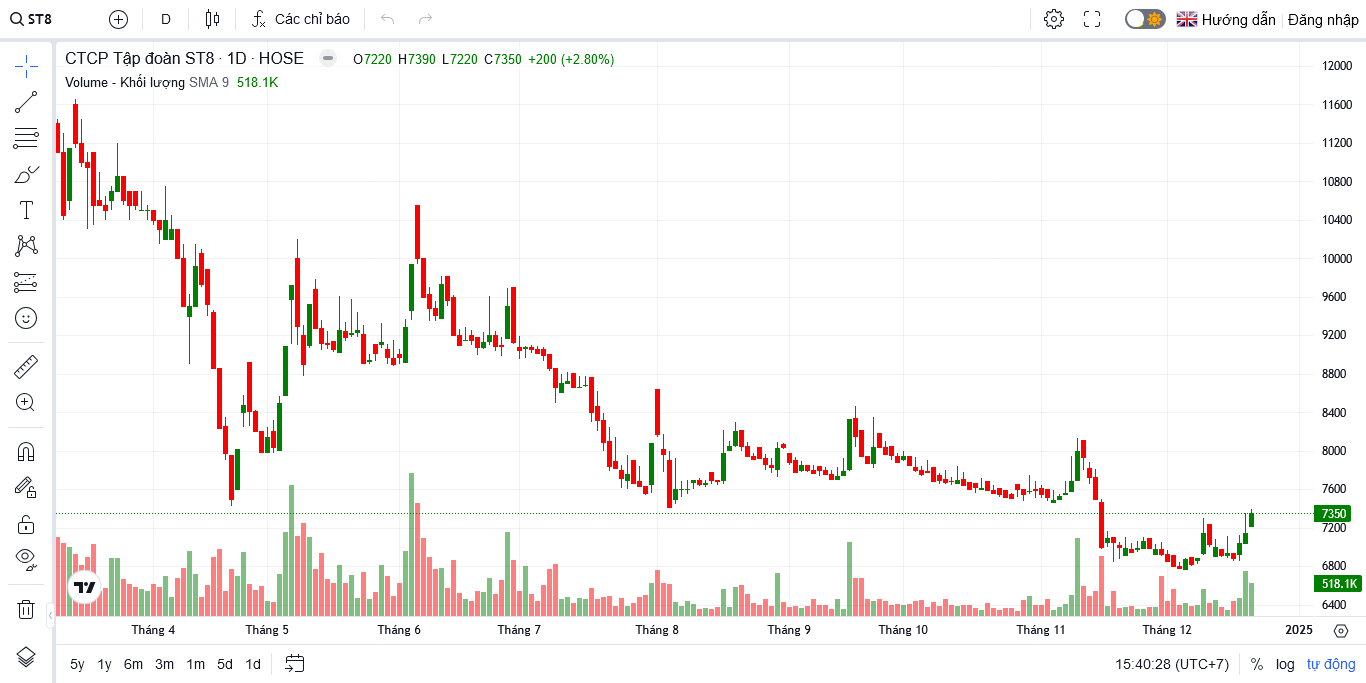 ST8 D Các chỉ báo Hướng dẫn Đăng nhập
CTCP Tập đoàn ST8 · 1D · HOSE O7220 H7390 L7220 C7350 +200 (+2.80%)
Volume - Khối lượng SMA 9 518.1K
12000
11600
11200
10800
10400
10000
9600
9200
8800
8400
8000
7600
7350
7200
6800
518.1K
6400
Tháng 4 Tháng 5 Tháng 6 Tháng 7 Tháng 8 Tháng 9 Tháng 10 Tháng 11 Tháng 12 2025
5y 1y 6m 3m 1m 5d 1d 15:40:28 (UTC+7) % log tự động